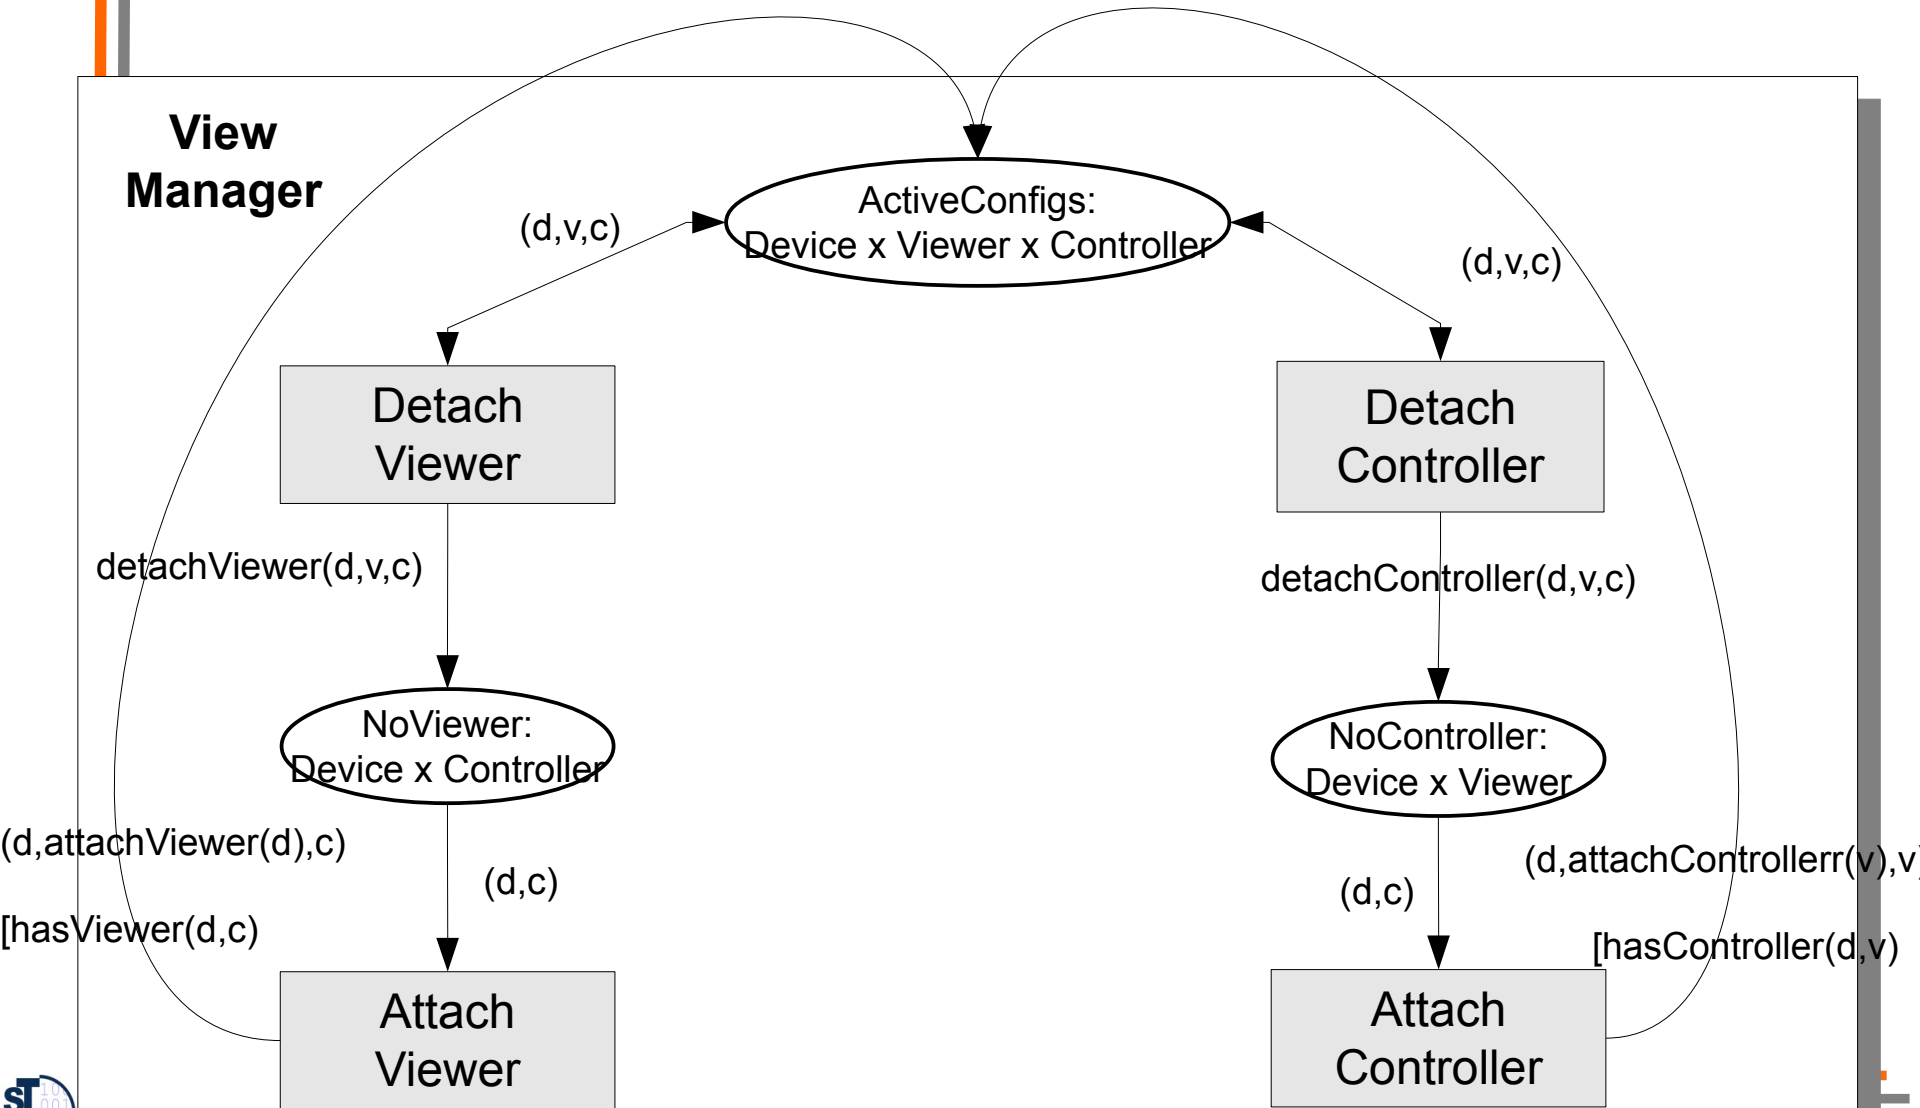 View
Manager
ActiveConfigs:
Device x Viewer x Controller
(d,v,c)
(d,v,c)
Detach
Viewer
Detach
Controller
detachViewer(d,v,c)
detachController(d,v,c)
NoViewer:
Device x Controller
NoController:
Device x Viewer
(d,attachViewer(d),c)
(d,attachControllerr(v),v)
(d,c)
(d,c)
[hasViewer(d,c)
[hasController(d,v)
Attach
Viewer
Attach
Controller
ST